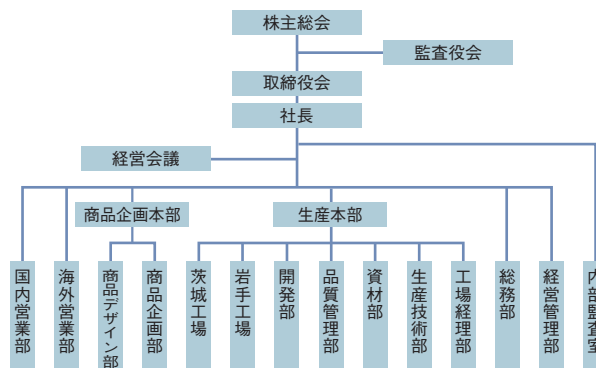 株主総会
監査役会
取締役会
社長
経営会議
商品企画本部
生産本部
国内営業部
海外営業部
商品デザイン部
商品企画部
茨城工場
岩手工場
開発部
品質管理部
資材部
生産技術部
工場経理部
総務部
経営管理部
内部監査室